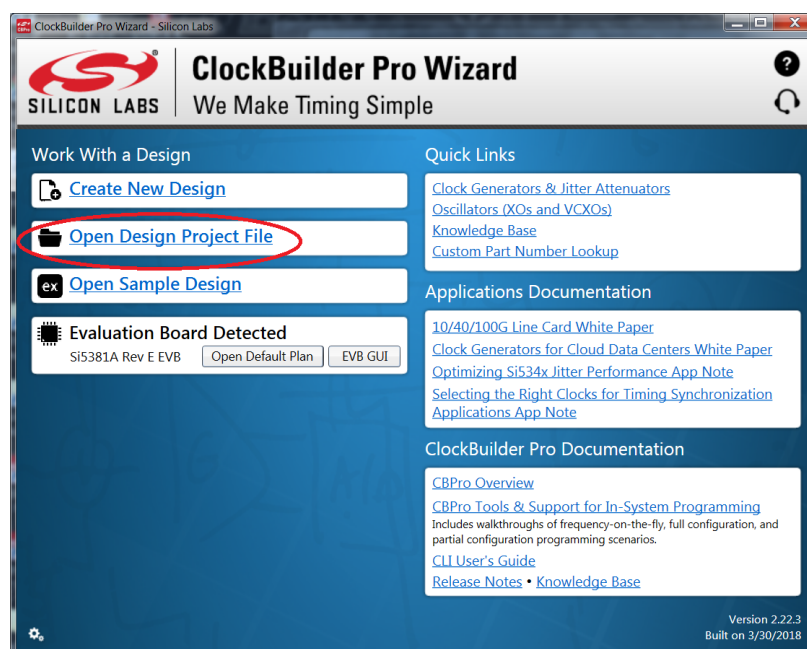 ClockBuilder Pro Wizard - Silicon Labs
SILICON LABS
ClockBuilder Pro Wizard
We Make Timing Simple
?
Work With a Design
Create New Design
Open Design Project File
ex Open Sample Design
Evaluation Board Detected
Si5381A Rev E EVB Open Default Plan EVB GUI
Quick Links
Clock Generators & Jitter Attenuators
Oscillators (XOs and VCXOs)
Knowledge Base
Custom Part Number Lookup
Applications Documentation
10/40/100G Line Card White Paper
Clock Generators for Cloud Data Centers White Paper
Optimizing Si534x Jitter Performance App Note
Selecting the Right Clocks for Timing Synchronization
Applications App Note
ClockBuilder Pro Documentation
CBPro Overview
CBPro Tools & Support for In-System Programming
Includes walkthroughs of frequency-on-the-fly, full configuration, and
partial configuration programming scenarios.
CLI User's Guide
Release Notes • Knowledge Base
Version 2.22.3
Built on 3/30/2018